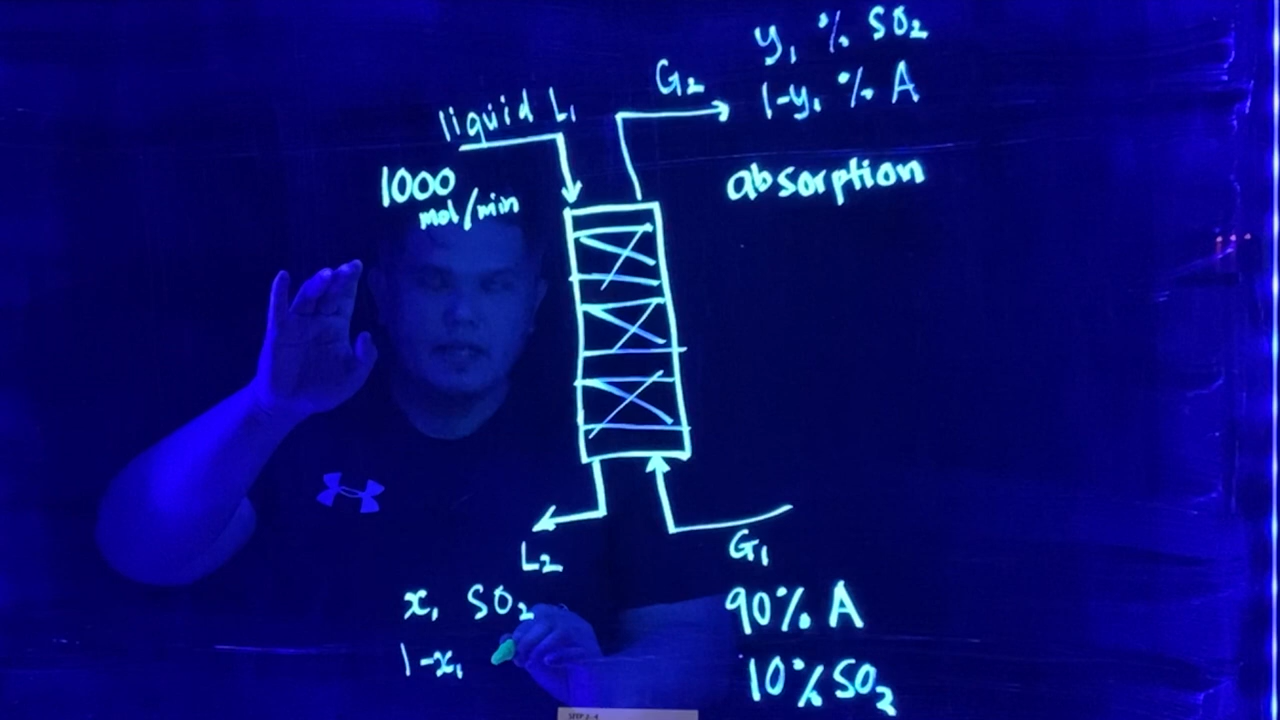 y₁ % SO₂
G₂
1-y₁ % A
liquid L₁
1000
mol/min
absorption
L₂
G₁
x₁ SO₂
90% A
1-x₁
10% SO₂